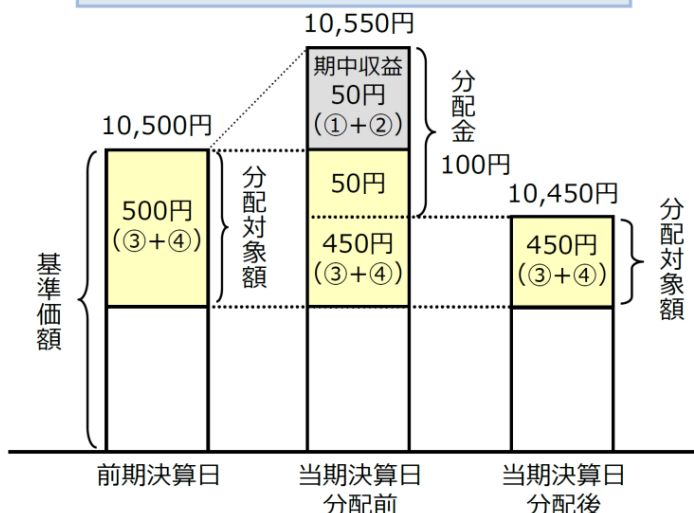 10,550円
期中収益
50円
(①+②)
分配金
100円
10,500円
50円
500円
(③+④)
分配対象額
450円
(③+④)
10,450円
450円
(③+④)
分配対象額
基準価額
前期決算日
当期決算日
分配前
当期決算日
分配後